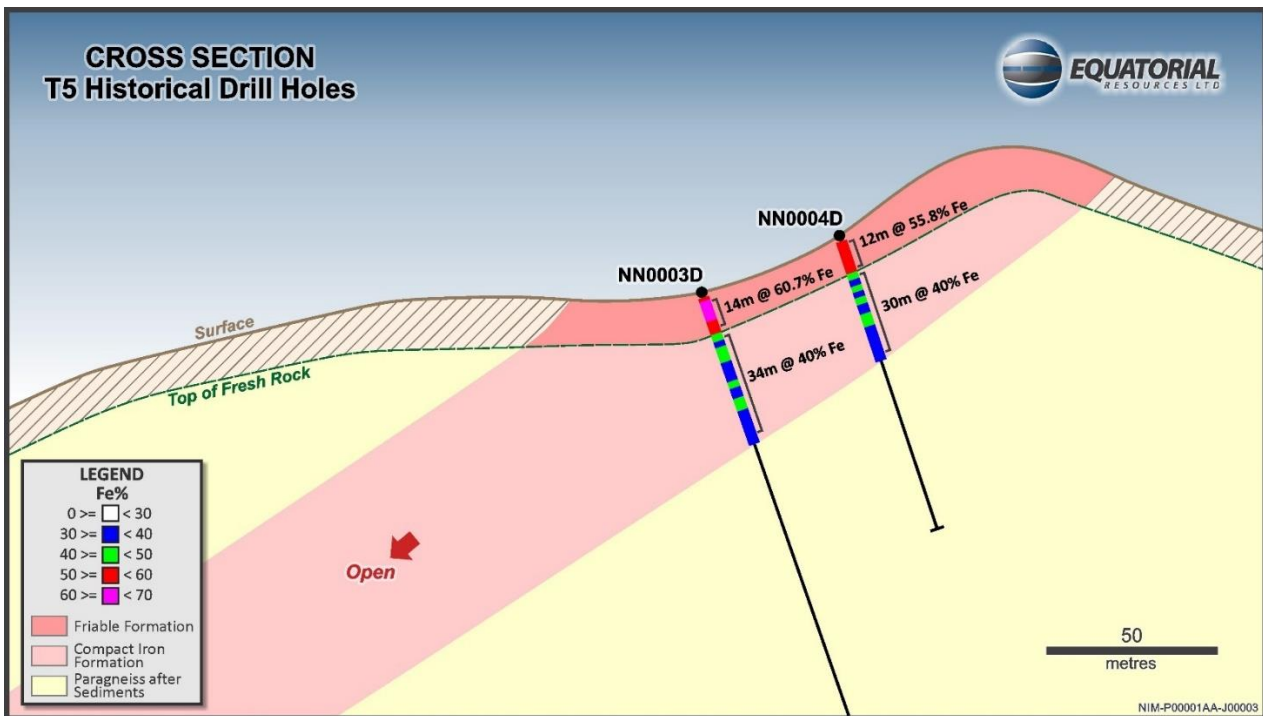 CROSS SECTION
T5 Historical Drill Holes
EQUATORIAL
RESOURCES LTD
NN0004D
12m @ 55.8% Fe
NN0003D
14m @ 60.7% Fe
30m @ 40% Fe
34m @ 40% Fe
Surface
Top of Fresh Rock
Open
LEGEND
Fe%
0 >= < 30
30 >= < 40
40 >= < 50
50 >= < 60
60 >= < 70
Friable Formation
Compact Iron
Formation
Paragneiss after
Sediments
50
metres
NIM-P00001AA-J00003